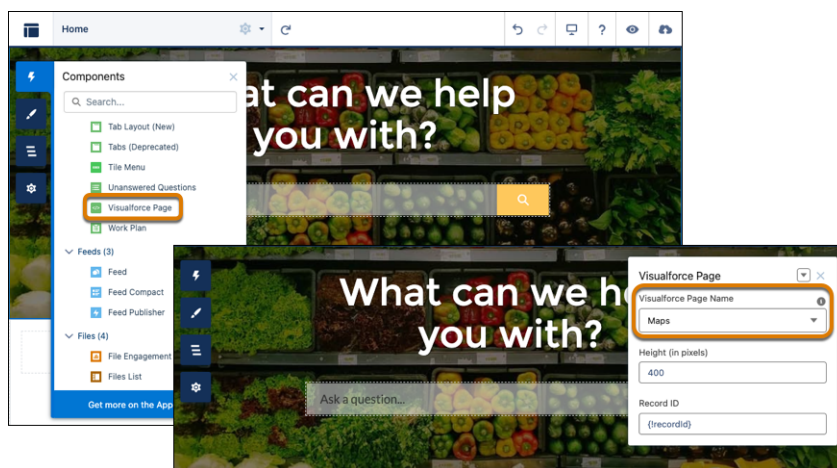 Home
?
Components
Search...
Tab Layout (New)
Tabs (Deprecated)
Tile Menu
Unanswered Questions
Visualforce Page
Work Plan
Feeds (3)
Feed
Feed Compact
Feed Publisher
Files (4)
File Engagement
Files List
Get more on the App
at can we help
you with?
What can we he
you with?
Ask a question...
Visualforce Page
Visualforce Page Name
Maps
Height (in pixels)
400
Record ID
{!recordId}